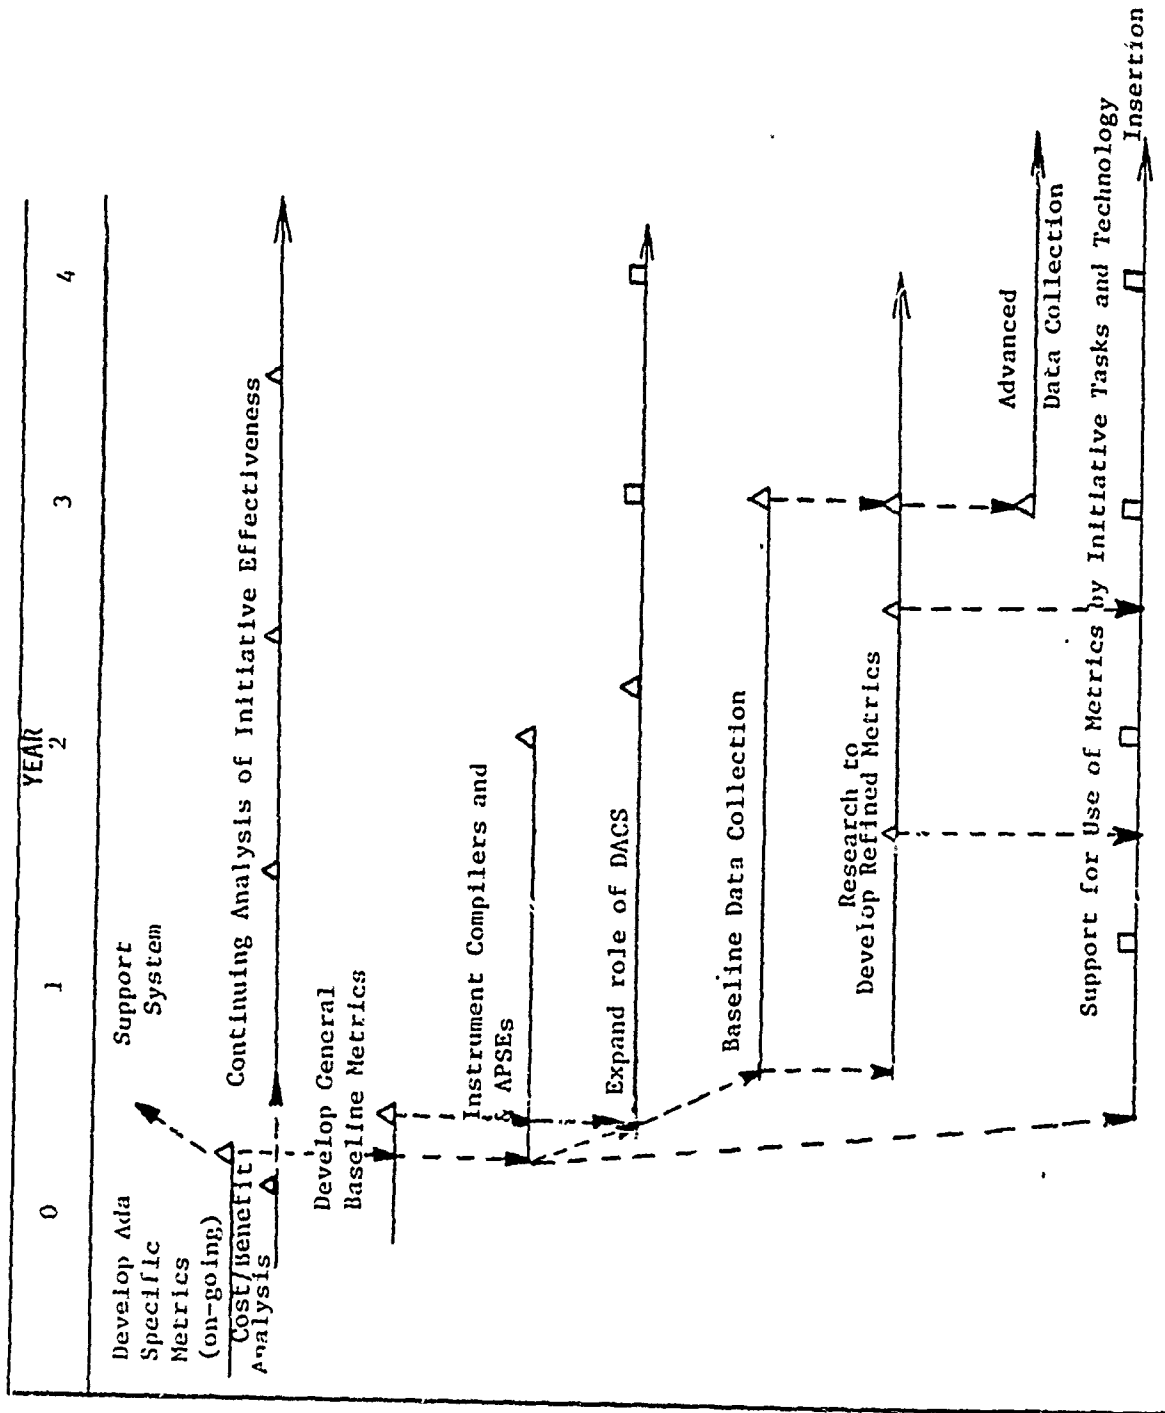 YEAR
0 1 2 3 4
Develop Ada
Specific
Metrics
(on-going)
Support
System
Cost/Benefit
Analysis
Continuing Analysis of Initiative Effectiveness
Develop General
Baseline Metrics
Instrument Compilers and
& APSEs
Expand role of DACS
Baseline Data Collection
Research to
Develop Refined Metrics
Advanced
Data Collection
Support for Use of Metrics by Initiative Tasks and Technology
Insertion